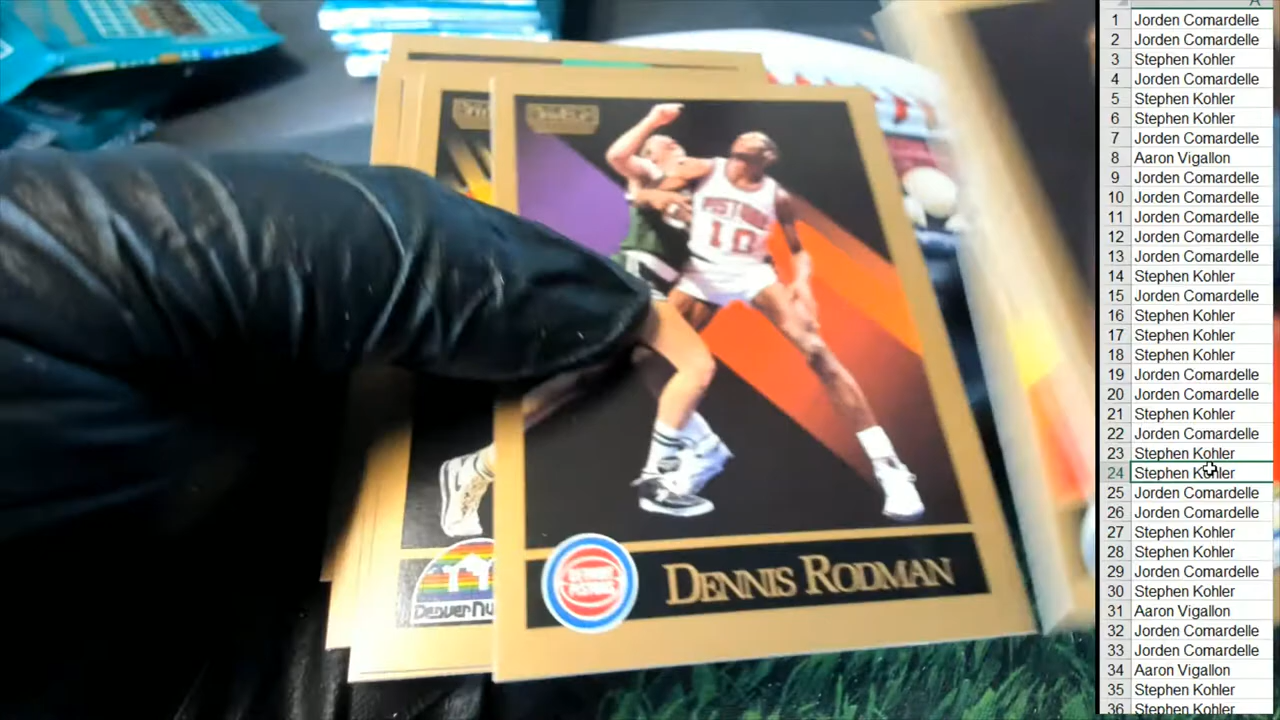 PISTONS
10
DETROIT
PISTONS
DENNIS RODMAN
DENVER NU
A
1 Jorden Comardelle
2 Jorden Comardelle
3 Stephen Kohler
4 Jorden Comardelle
5 Stephen Kohler
6 Stephen Kohler
7 Jorden Comardelle
8 Aaron Vigallon
9 Jorden Comardelle
10 Jorden Comardelle
11 Jorden Comardelle
12 Jorden Comardelle
13 Jorden Comardelle
14 Stephen Kohler
15 Jorden Comardelle
16 Stephen Kohler
17 Stephen Kohler
18 Stephen Kohler
19 Jorden Comardelle
20 Jorden Comardelle
21 Stephen Kohler
22 Jorden Comardelle
23 Stephen Kohler
24 Stephen Kohler
25 Jorden Comardelle
26 Jorden Comardelle
27 Stephen Kohler
28 Stephen Kohler
29 Jorden Comardelle
30 Stephen Kohler
31 Aaron Vigallon
32 Jorden Comardelle
33 Jorden Comardelle
34 Aaron Vigallon
35 Stephen Kohler
36 Stephen Kohler